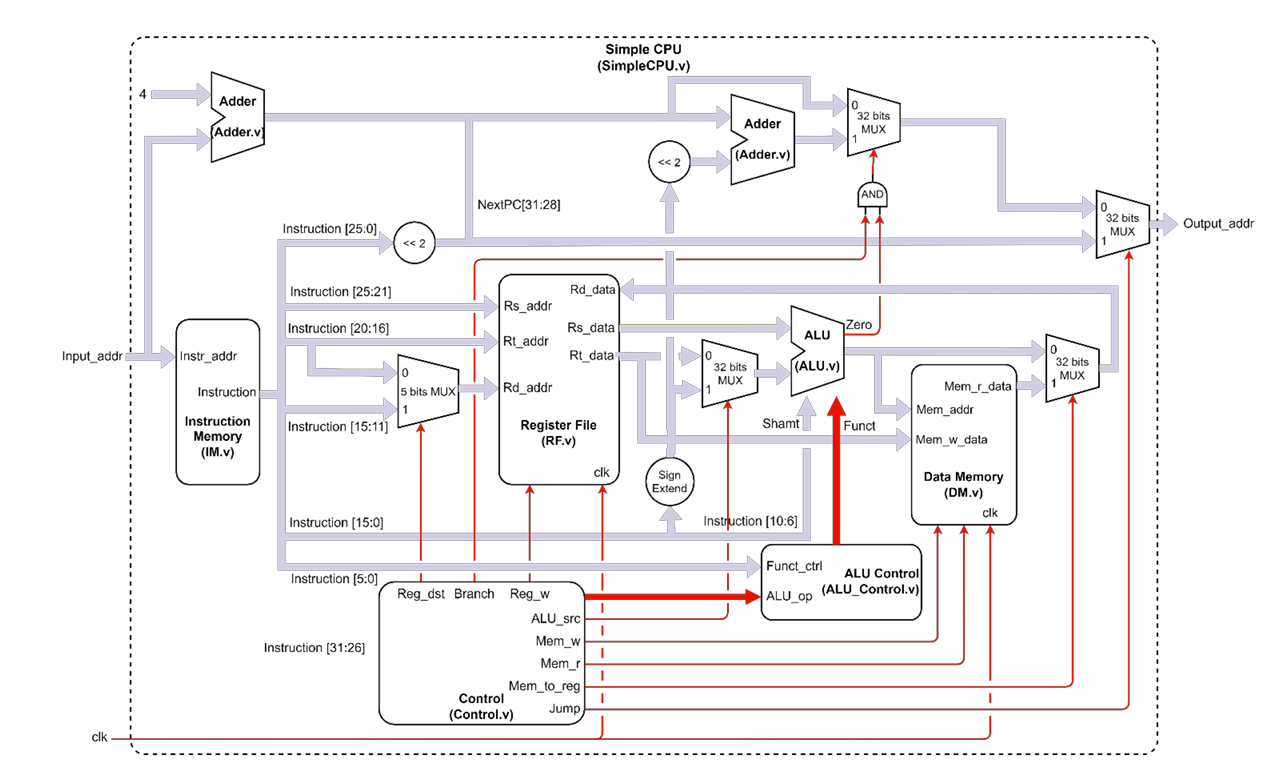 Simple CPU
(SimpleCPU.v)
4
Adder
(Adder.v)
0
32 bits
MUX
1
Adder
(Adder.v)
<< 2
AND
NextPC[31:28]
0
32 bits
MUX
1
Output_addr
Instruction [25:0]
<< 2
Instruction [25:21]
Rs_addr
Rd_data
Instruction [20:16]
Rt_addr
Rs_data
Rt_data
ALU
(ALU.v)
Zero
Input_addr
Instr_addr
Instruction
Instruction
Memory
(IM.v)
0
5 bits MUX
1
Rd_addr
Register File
(RF.v)
clk
0
32 bits
MUX
1
0
32 bits
MUX
1
Mem_r_data
Mem_addr
Mem_w_data
Data Memory
(DM.v)
clk
Instruction [15:11]
Shamt
Funct
Sign
Extend
Instruction [15:0]
Instruction [10:6]
Instruction [5:0]
Funct_ctrl
ALU Control
(ALU_Control.v)
ALU_op
Reg_dst
Branch
Reg_w
ALU_src
Mem_w
Mem_r
Mem_to_reg
Jump
Instruction [31:26]
Control
(Control.v)
clk